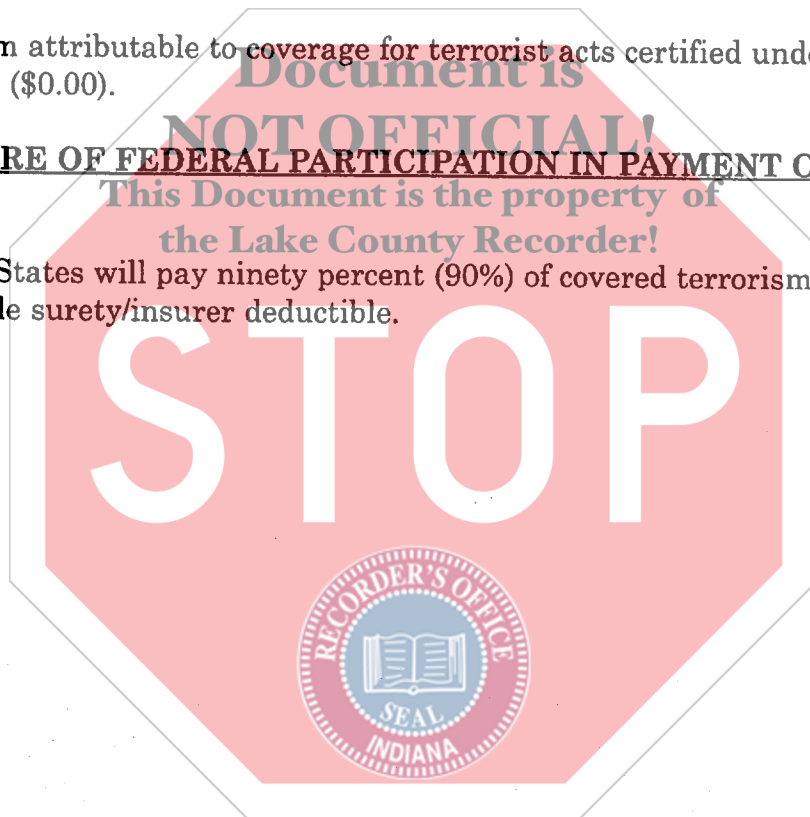 n attributable to coverage for terrorist acts certified und
Document is
($0.00).
NOT OFFICIAL!
RE OF FEDERAL PARTICIPATION IN PAYMENT
This Document is the property of
the Lake County Recorder!
States will pay ninety percent (90%) of covered terrorism
le surety/insurer deductible.
STOP
RECORDER'S OFFICE
SEAL
INDIANA